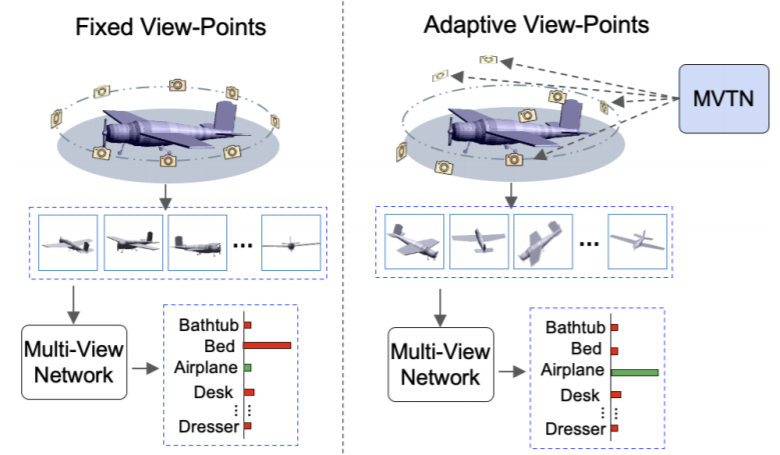 Fixed View-Points
Adaptive View-Points
MVTN
...
...
Multi-View
Network
Bathtub
Bed
Airplane
Desk
Dresser
Multi-View
Network
Bathtub
Bed
Airplane
Desk
Dresser